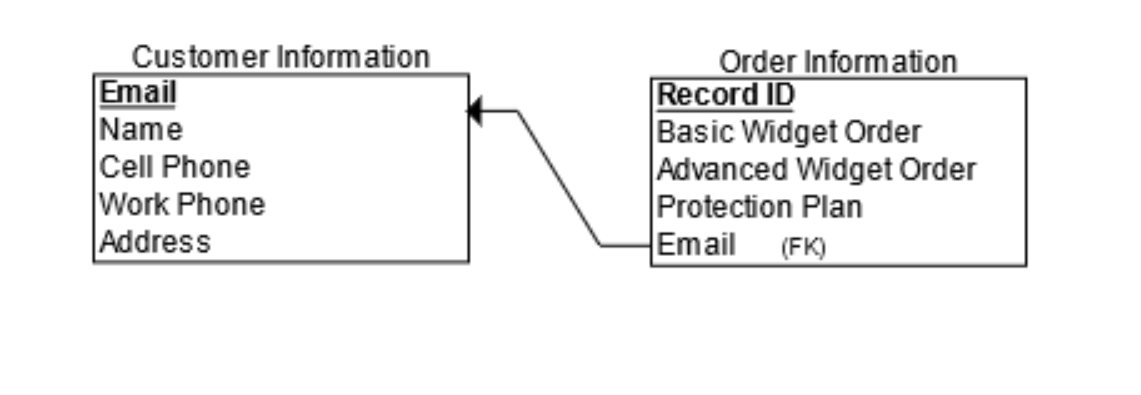 Customer Information
Email
Name
Cell Phone
Work Phone
Address
Order Information
Record ID
Basic Widget Order
Advanced Widget Order
Protection Plan
Email (FK)